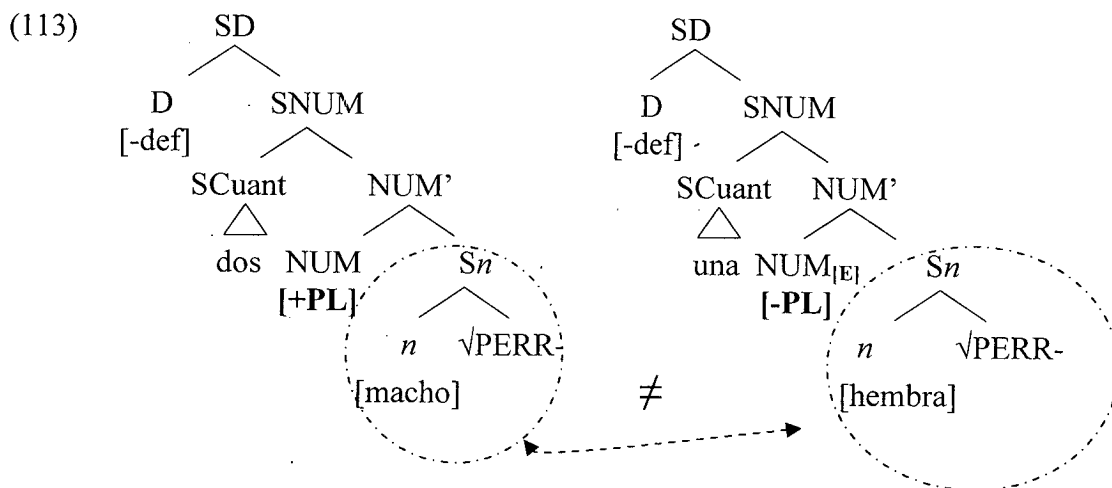 (113) SD SD
D SNUM D SNUM
[-def] [-def]
SCuant NUM' SCuant NUM'
dos NUM Sn una NUM[E] Sn
[+PL] [-PL]
n √PERR- n √PERR-
[macho] ≠ [hembra]